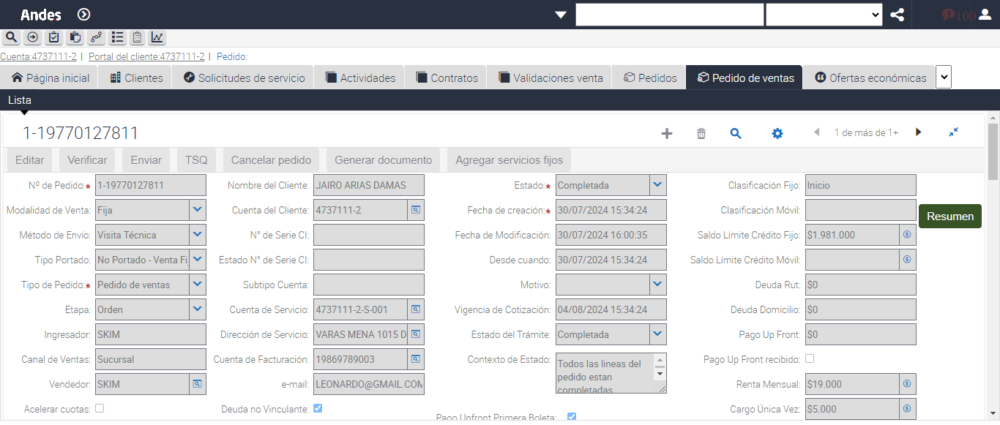 Andes
100
Cuenta:4737111-2 | Portal del cliente:4737111-2 | Pedido:
Página inicial Clientes Solicitudes de servicio Actividades Contratos Validaciones venta Pedidos Pedido de ventas Ofertas económicas
Lista
1-19770127811 1 de más de 1+
Editar Verificar Enviar TSQ Cancelar pedido Generar documento Agregar servicios fijos
Nº de Pedido:★ 1-19770127811 Nombre del Cliente: JAIRO ARIAS DAMAS Estado:★ Completada Clasificación Fijo: Inicio
Modalidad de Venta: Fija Cuenta del Cliente: 4737111-2 Fecha de creación:★ 30/07/2024 15:34:24 Clasificación Móvil:
Resumen
Método de Envío: Visita Técnica N° de Serie CI: Fecha de Modificación: 30/07/2024 16:00:35 Saldo Límite Crédito Fijo: $1.981.000
Tipo Portado: No Portado - Venta Fi Estado N° de Serie CI: Desde cuando: 30/07/2024 15:34:24 Saldo Límite Crédito Móvil:
Tipo de Pedido:★ Pedido de ventas Subtipo Cuenta: Motivo: Deuda Rut: $0
Etapa: Orden Cuenta de Servicio: 4737111-2-S-001 Vigencia de Cotización: 04/08/2024 15:34:24 Deuda Domicilio: $0
Ingresador: SKIM Dirección de Servicio: VARAS MENA 1015 D Estado del Trámite: Completada Pago Up Front: $0
Canal de Ventas: Sucursal Cuenta de Facturación: 19869789003 Contexto de Estado: Todos las lineas del pedido estan completadas Pago Up Front recibido:
Vendedor: SKIM e-mail: LEONARDO@GMAIL.COM Renta Mensual: $19.000
Acelerar cuotas: Deuda no Vinculante: Pago Upfront Primera Boleta: Cargo Única Vez: $5.000